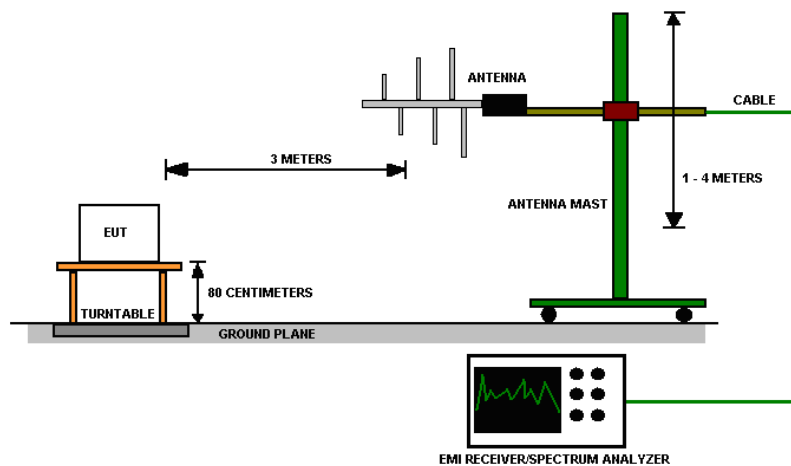 ANTENNA
CABLE
3 METERS
1 - 4 METERS
ANTENNA MAST
EUT
80 CENTIMETERS
TURNTABLE
GROUND PLANE
EMI RECEIVER/SPECTRUM ANALYZER